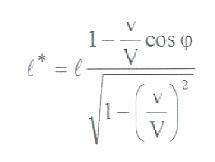 ℓ* = ℓ (1 − v/V cos φ) / √(1 − (v/V)²)